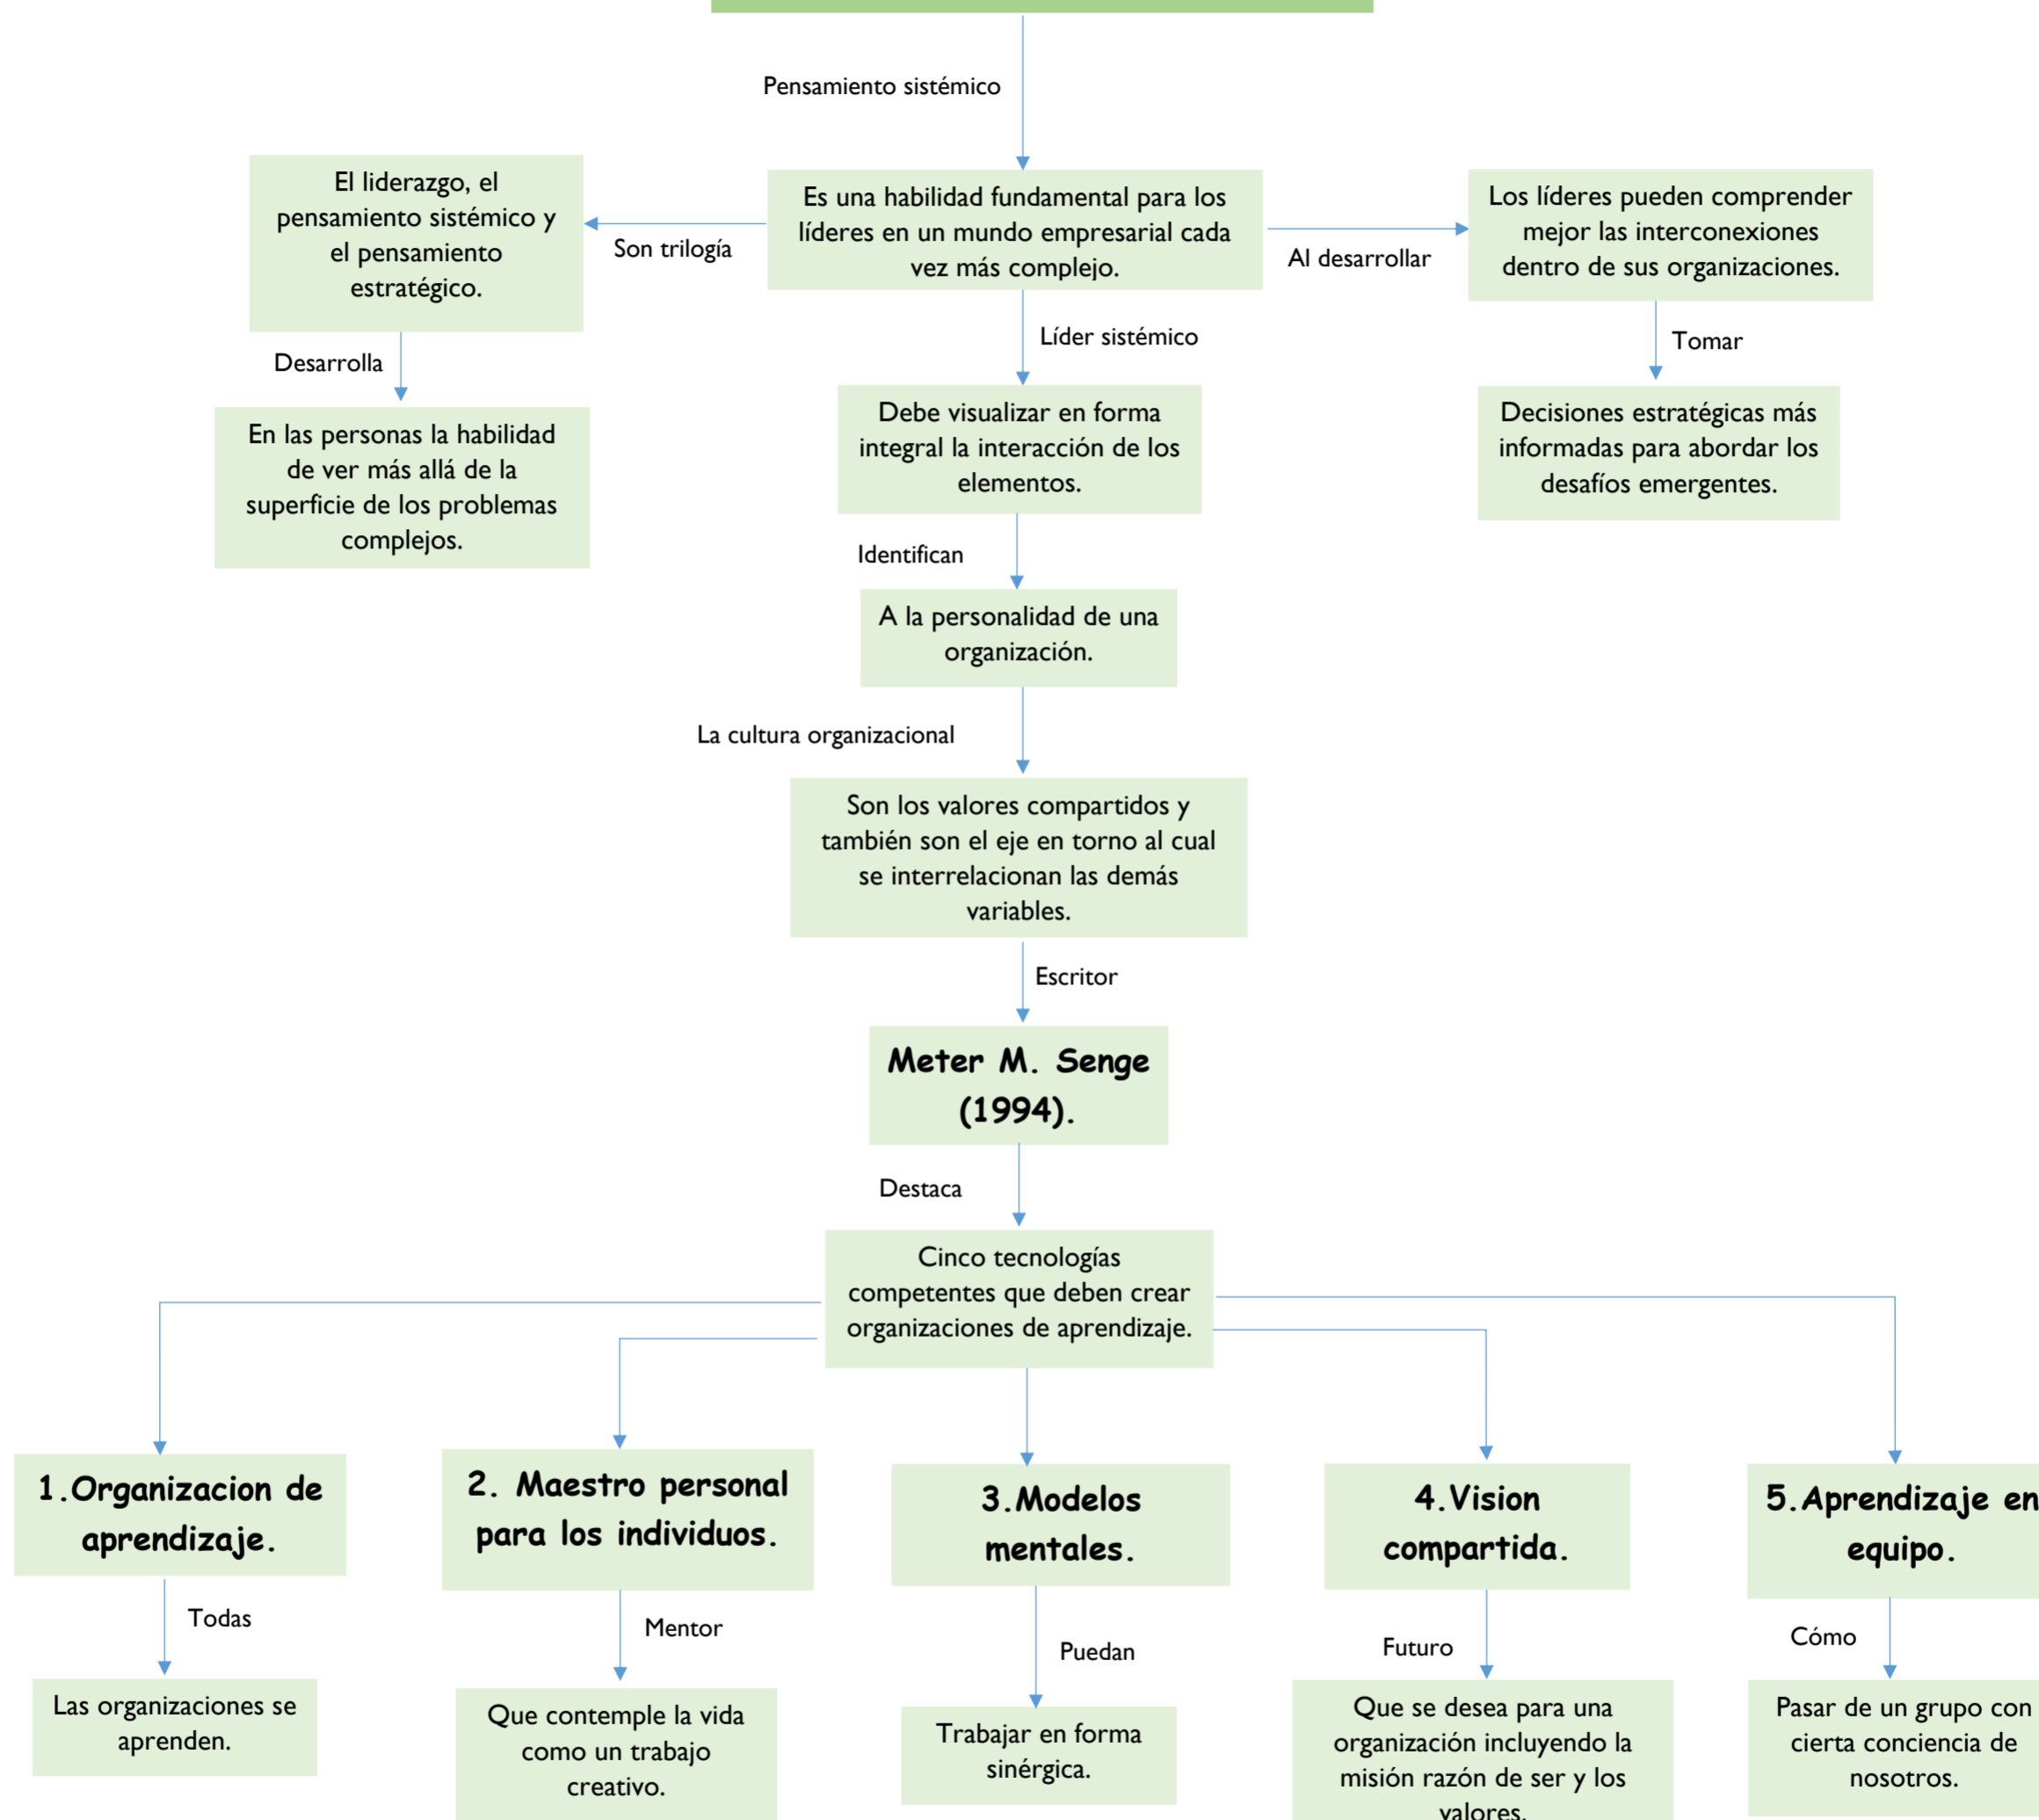 Pensamiento sistémico
El liderazgo, el
pensamiento sistémico y
el pensamiento
estratégico.
Son trilogía
Es una habilidad fundamental para los
líderes en un mundo empresarial cada
vez más complejo.
Al desarrollar
Los líderes pueden comprender
mejor las interconexiones
dentro de sus organizaciones.
Desarrolla
Líder sistémico
Tomar
En las personas la habilidad
de ver más allá de la
superficie de los problemas
complejos.
Debe visualizar en forma
integral la interacción de los
elementos.
Decisiones estratégicas más
informadas para abordar los
desafíos emergentes.
Identifican
A la personalidad de una
organización.
La cultura organizacional
Son los valores compartidos y
también son el eje en torno al cual
se interrelacionan las demás
variables.
Escritor
Meter M. Senge
(1994).
Destaca
Cinco tecnologías
competentes que deben crear
organizaciones de aprendizaje.
1.Organizacion de
aprendizaje.
2. Maestro personal
para los individuos.
3.Modelos
mentales.
4.Vision
compartida.
5.Aprendizaje en
equipo.
Todas
Mentor
Puedan
Futuro
Cómo
Las organizaciones se
aprenden.
Que contemple la vida
como un trabajo
creativo.
Trabajar en forma
sinérgica.
Que se desea para una
organización incluyendo la
misión razón de ser y los
valores.
Pasar de un grupo con
cierta conciencia de
nosotros.